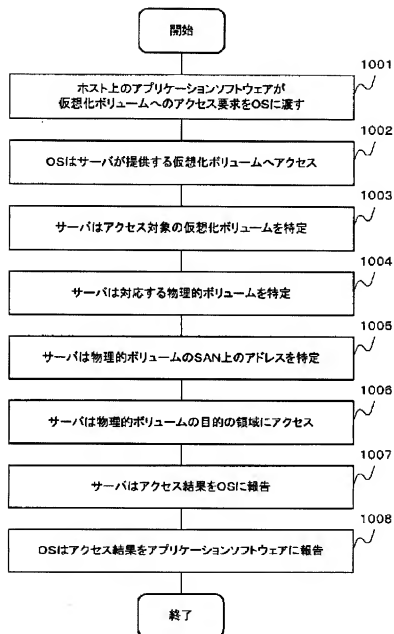 開始
1001
ホスト上のアプリケーションソフトウェアが
仮想化ボリュームへのアクセス要求をOSに渡す
1002
OSはサーバが提供する仮想化ボリュームへアクセス
1003
サーバはアクセス対象の仮想化ボリュームを特定
1004
サーバは対応する物理的ボリュームを特定
1005
サーバは物理的ボリュームのSAN上のアドレスを特定
1006
サーバは物理的ボリュームの目的の領域にアクセス
1007
サーバはアクセス結果をOSに報告
1008
OSはアクセス結果をアプリケーションソフトウェアに報告
終了